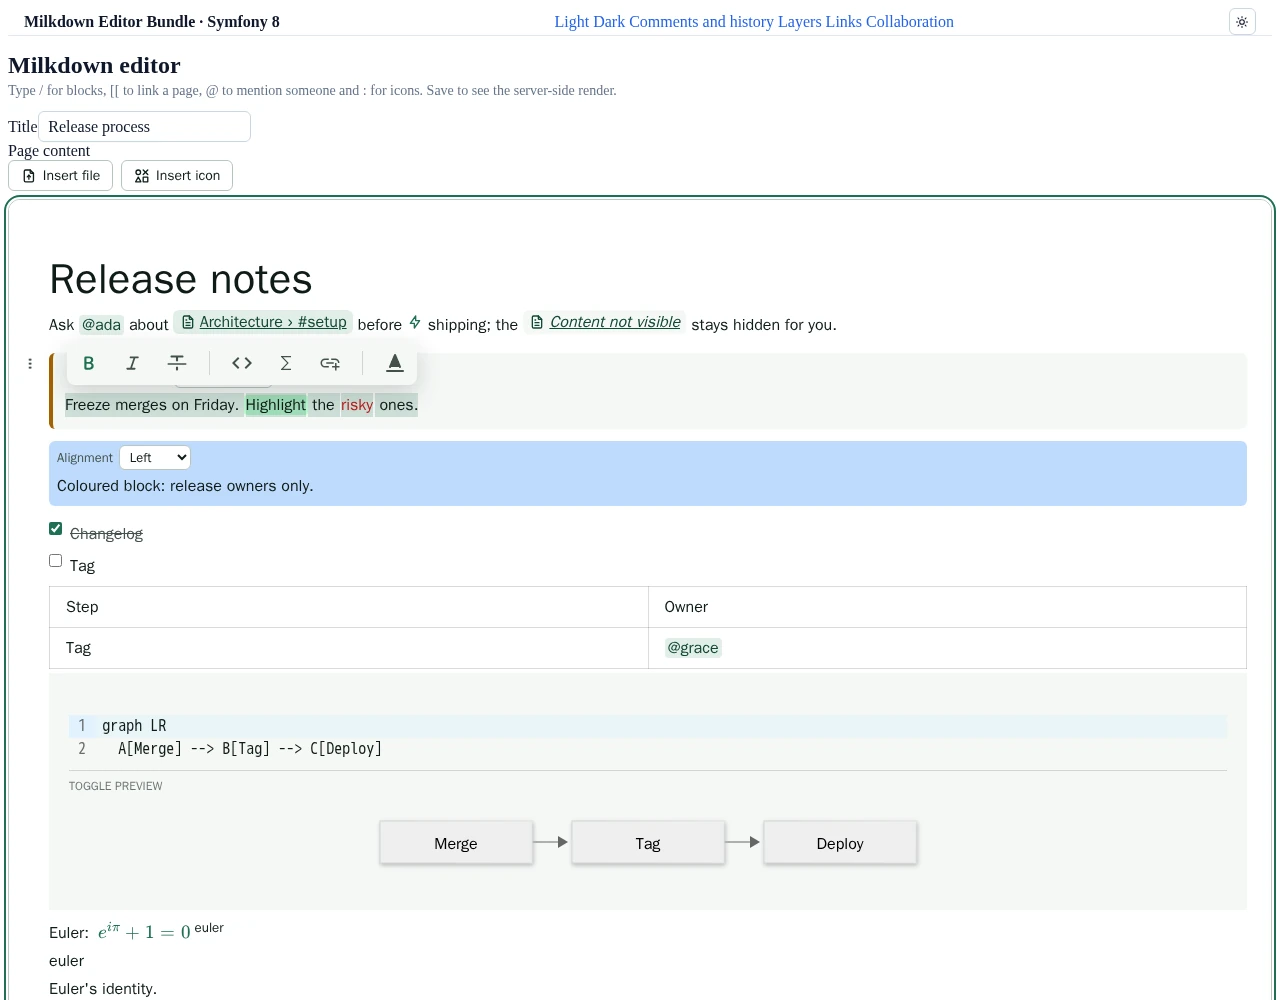 Milkdown Editor Bundle · Symfony 8
Light Dark Comments and history Layers Links Collaboration
Milkdown editor
Type / for blocks, [[ to link a page, @ to mention someone and : for icons. Save to see the server-side render.
Title Release process
Page content
Insert file Insert icon
Release notes
Ask @ada about Architecture › #setup before shipping; the Content not visible stays hidden for you.
B I T <> Σ A
Freeze merges on Friday. Highlight the risky ones.
Alignment Left
Coloured block: release owners only.
Changelog
Tag
Step Owner
Tag @grace
1 graph LR
2 A[Merge] --> B[Tag] --> C[Deploy]
TOGGLE PREVIEW
Merge Tag Deploy
Euler: e^{iπ} + 1 = 0 euler
euler
Euler's identity.